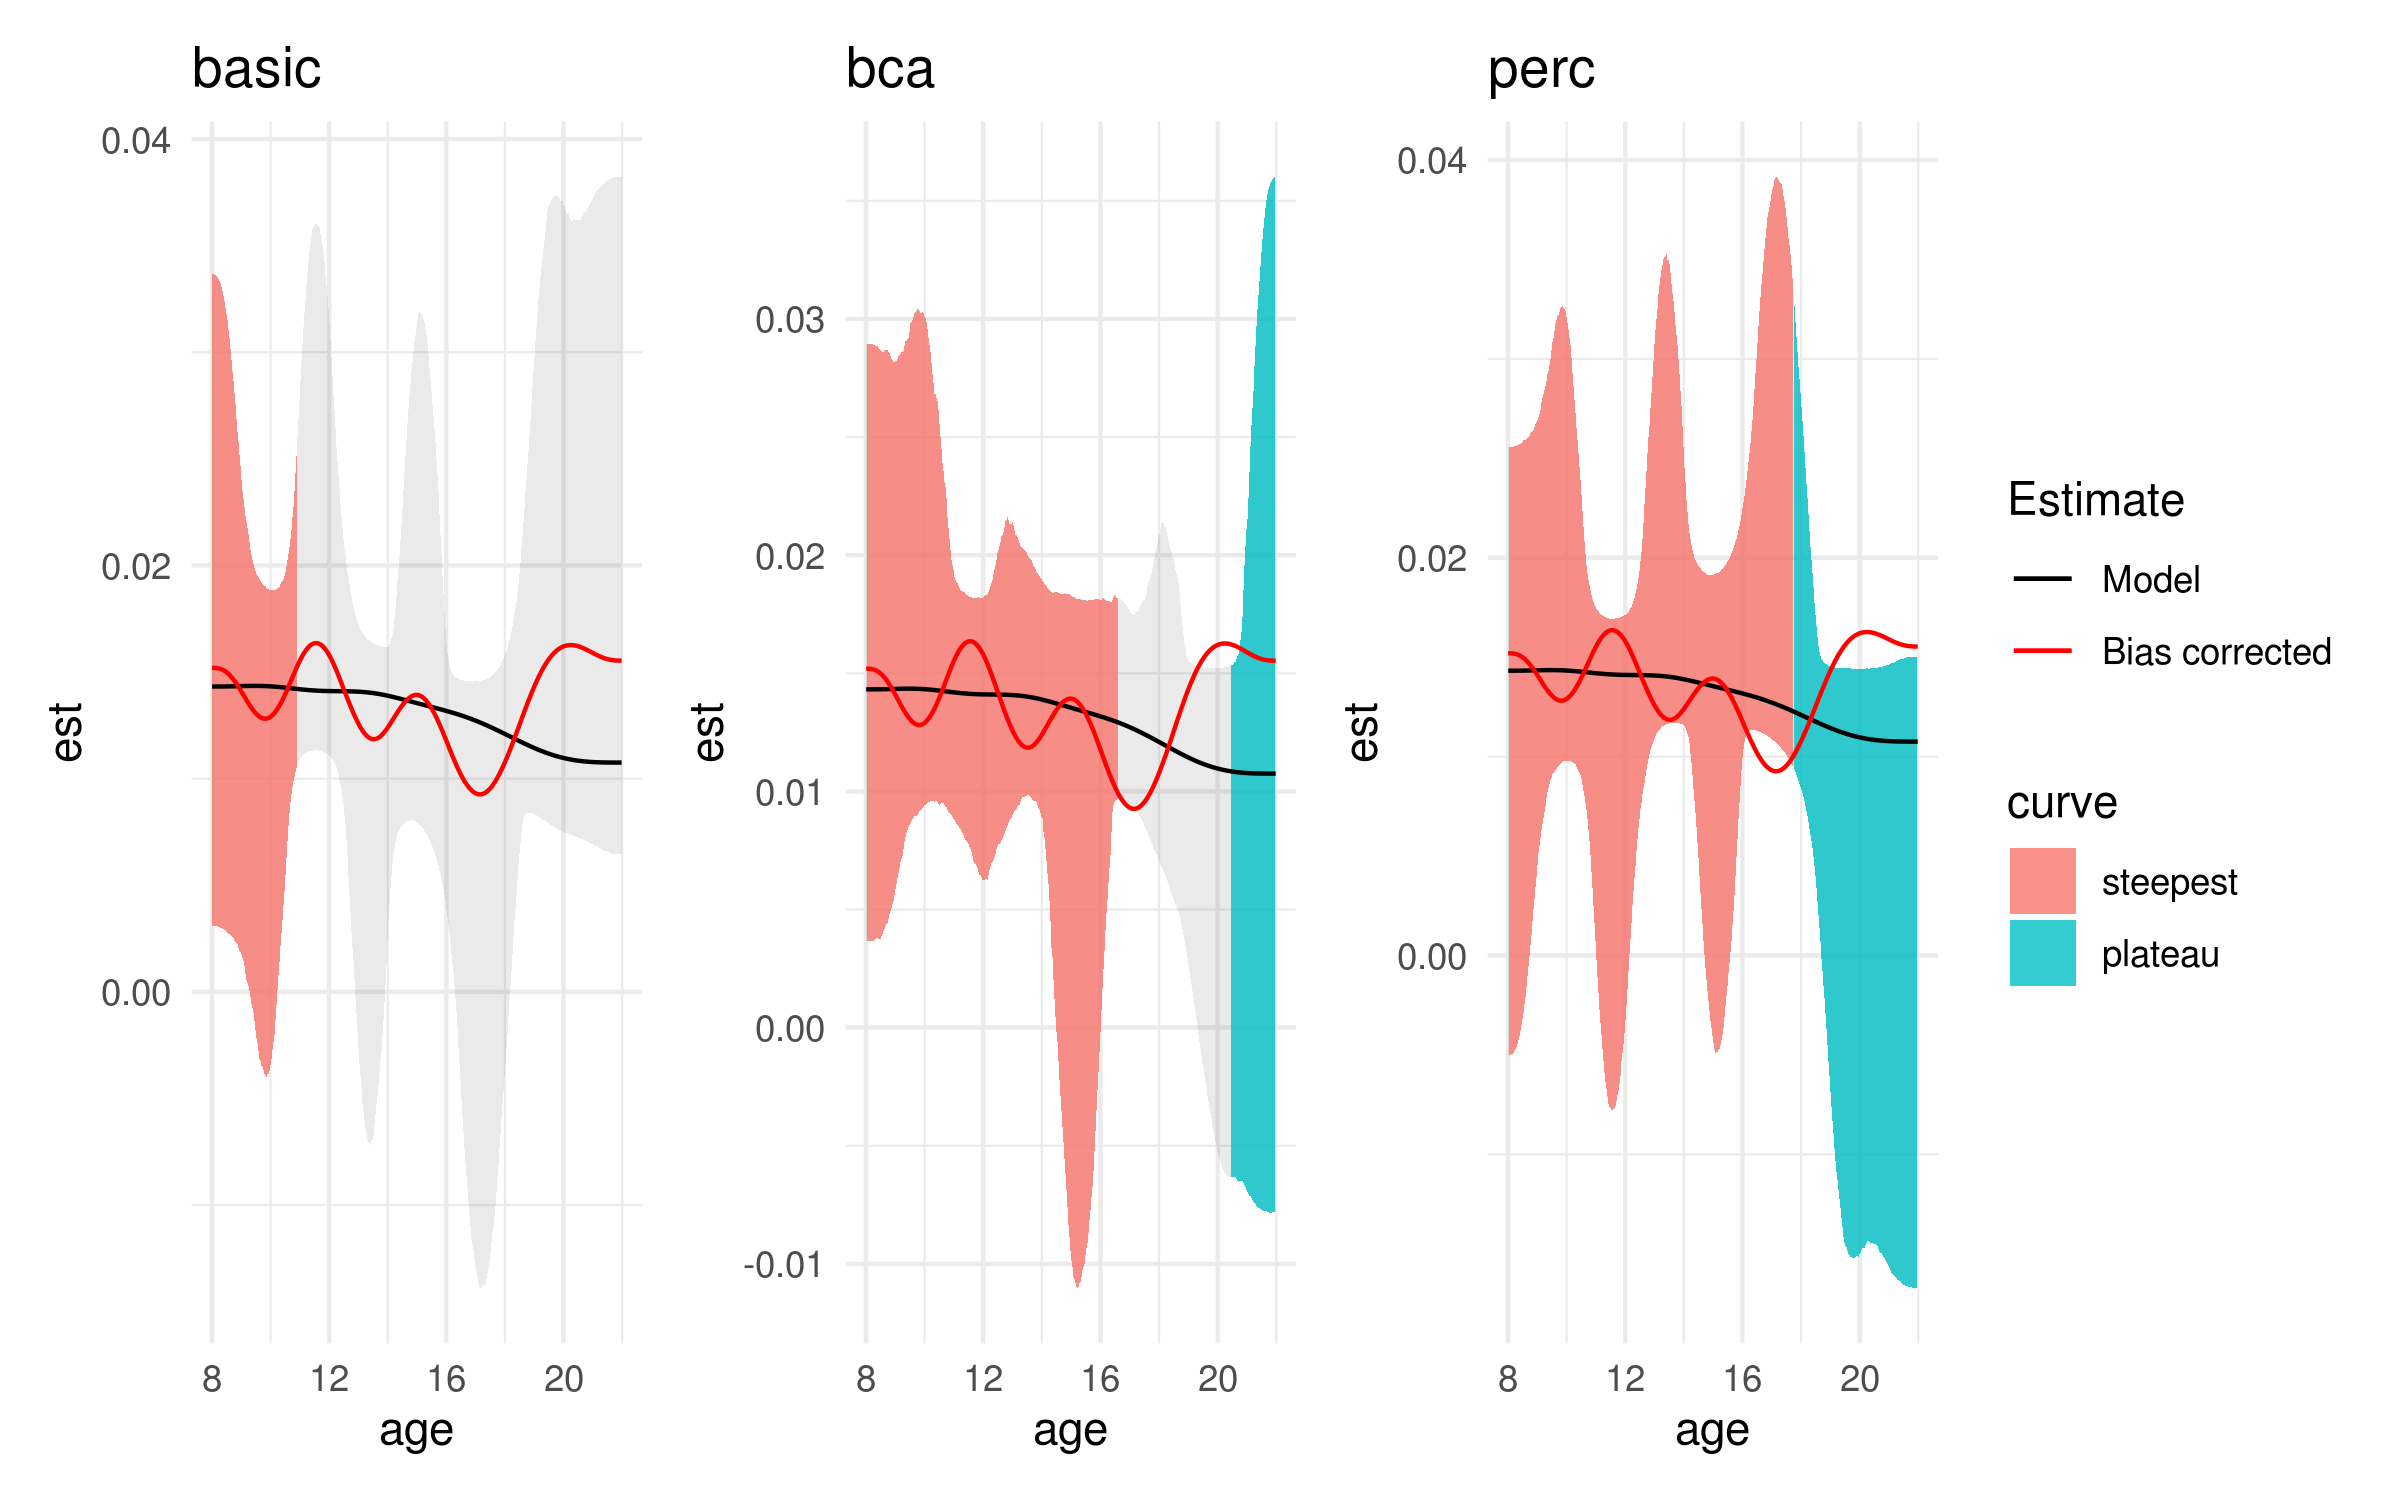 basic
0.04
0.02
0.00
est
8 12 16 20
age
bca
0.03
0.02
0.01
0.00
-0.01
est
8 12 16 20
age
perc
0.04
0.02
0.00
est
8 12 16 20
age
Estimate
Model
Bias corrected
curve
steepest
plateau